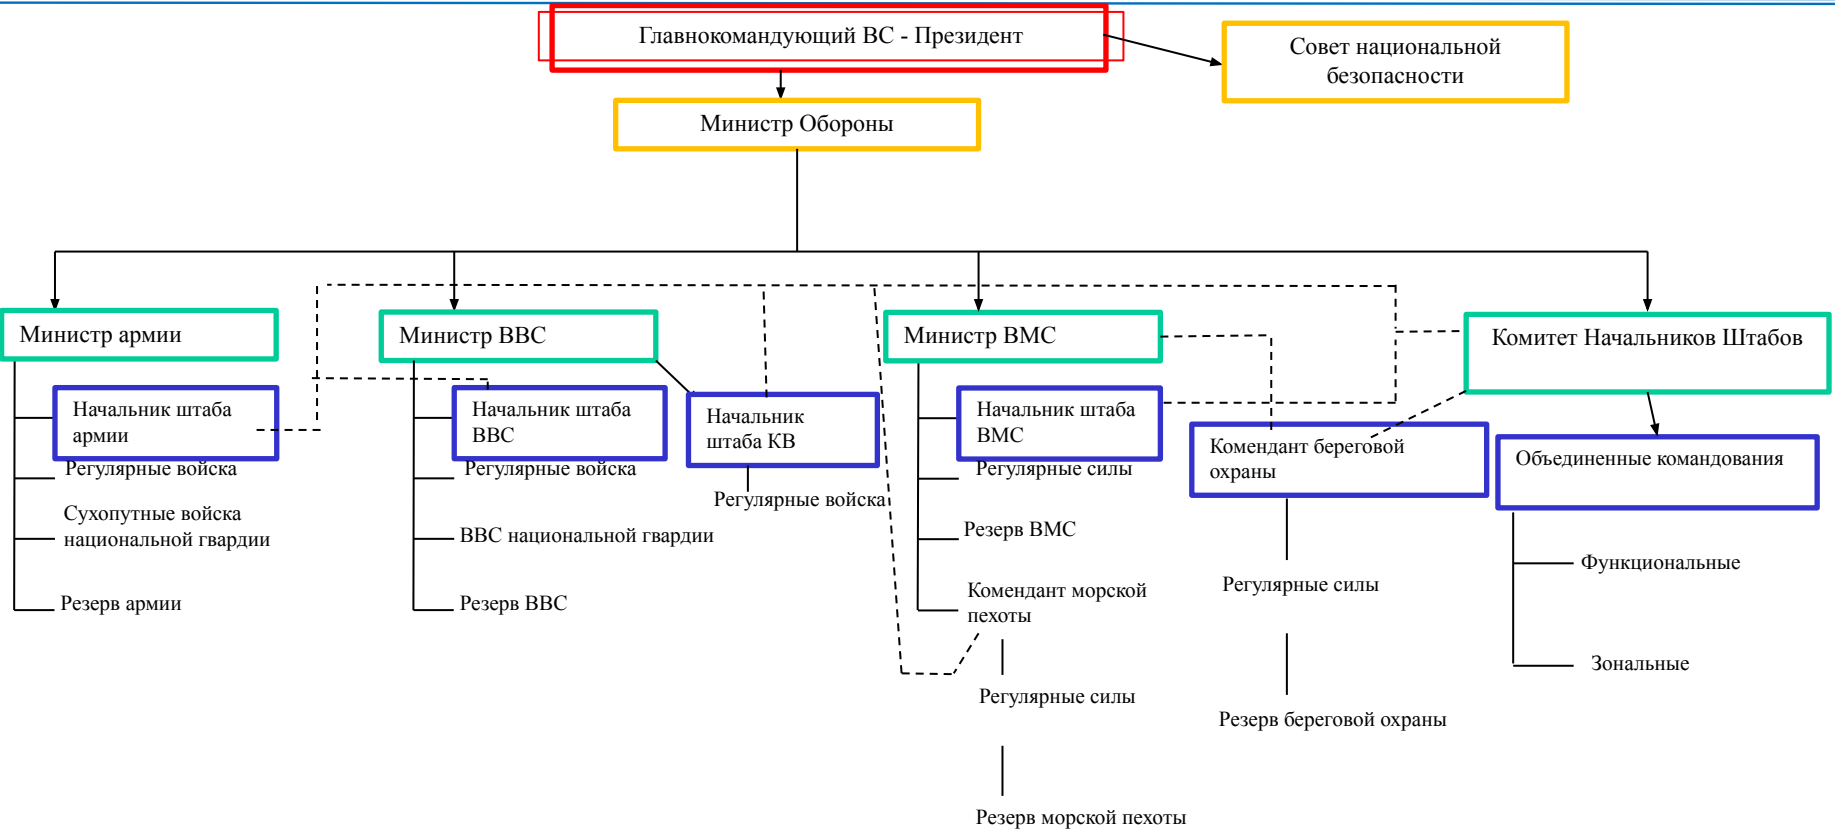 Главнокомандующий ВС - Президент
Совет национальной
безопасности
Министр Обороны
Министр армии
Начальник штаба
армии
Регулярные войска
Сухопутные войска
национальной гвардии
Резерв армии
Министр ВВС
Начальник штаба
ВВС
Регулярные войска
ВВС национальной гвардии
Резерв ВВС
Начальник
штаба КВ
Регулярные войска
Министр ВМС
Начальник штаба
ВМС
Регулярные силы
Резерв ВМС
Комендант морской
пехоты
Регулярные силы
Резерв морской пехоты
Комендант береговой
охраны
Регулярные силы
Резерв береговой охраны
Комитет Начальников Штабов
Объединенные командования
Функциональные
Зональные